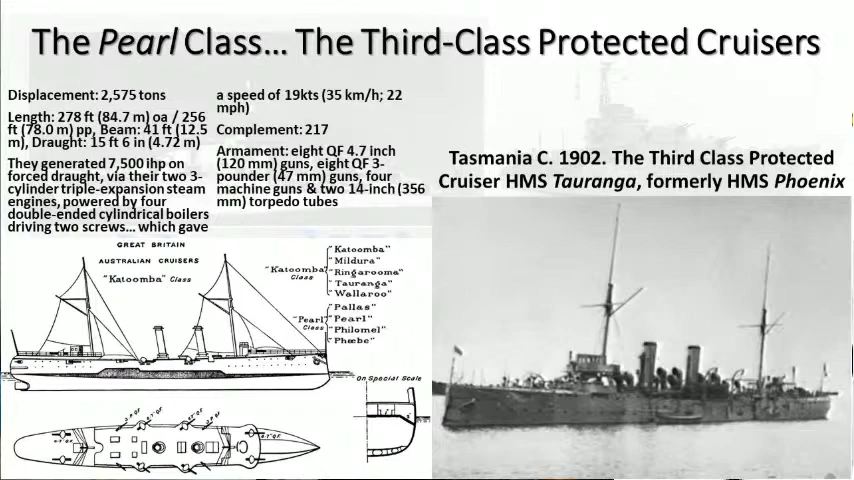 The Pearl Class... The Third-Class Protected Cruisers
Displacement: 2,575 tons
Length: 278 ft (84.7 m) oa / 256
ft (78.0 m) pp, Beam: 41 ft (12.5
m), Draught: 15 ft 6 in (4.72 m)
They generated 7,500 ihp on
forced draught, via their two 3-
cylinder triple-expansion steam
engines, powered by four
double-ended cylindrical boilers
driving two screws... which gave
a speed of 19kts (35 km/h; 22
mph)
Complement: 217
Armament: eight QF 4.7 inch
(120 mm) guns, eight QF 3-
pounder (47 mm) guns, four
machine guns & two 14-inch (356
mm) torpedo tubes
Tasmania C. 1902. The Third Class Protected
Cruiser HMS Tauranga, formerly HMS Phoenix
GREAT BRITAIN
AUSTRALIAN CRUISERS
"Katoomba" Class
"Katoomba"
Class
"Katoomba"
"Mildura"
"Ringarooma"
"Tauranga"
"Wallaroo"
"Pearl"
Class
"Pallas"
"Pearl"
"Philomel"
"Phœbe"
On Special Scale